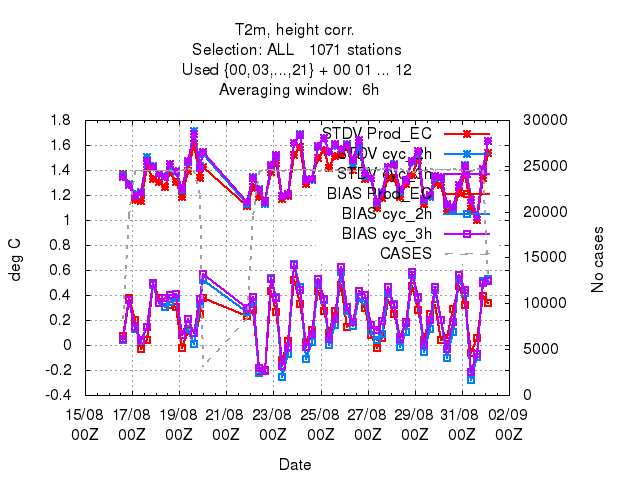 T2m, height corr.
Selection: ALL 1071 stations
Used {00,03,...,21} + 00 01 ... 12
Averaging window: 6h
STDV Prod_EC
STDV cyc_2h
STDV cyc_3h
BIAS Prod_EC
BIAS cyc_2h
BIAS cyc_3h
CASES
1.8
1.6
1.4
1.2
1
0.8
0.6
0.4
0.2
0
-0.2
-0.4
deg C
30000
25000
20000
15000
10000
5000
0
No cases
15/08 17/08 19/08 21/08 23/08 25/08 27/08 29/08 31/08 02/09
00Z 00Z 00Z 00Z 00Z 00Z 00Z 00Z 00Z 00Z
Date